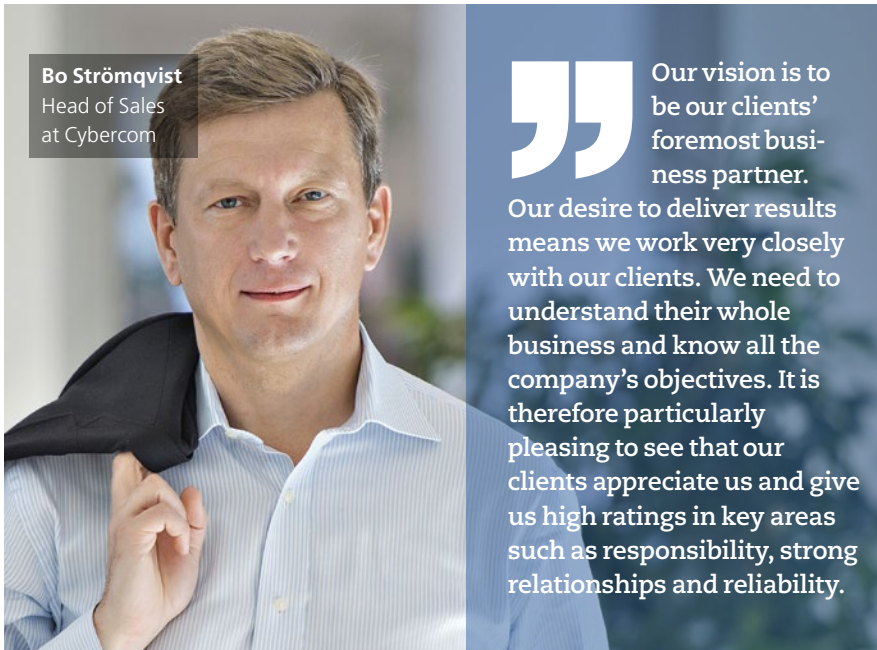 Bo Strömqvist
Head of Sales
at Cybercom
Our vision is to
be our clients’
foremost busi-
ness partner.
Our desire to deliver results
means we work very closely
with our clients. We need to
understand their whole
business and know all the
company’s objectives. It is
therefore particularly
pleasing to see that our
clients appreciate us and give
us high ratings in key areas
such as responsibility, strong
relationships and reliability.